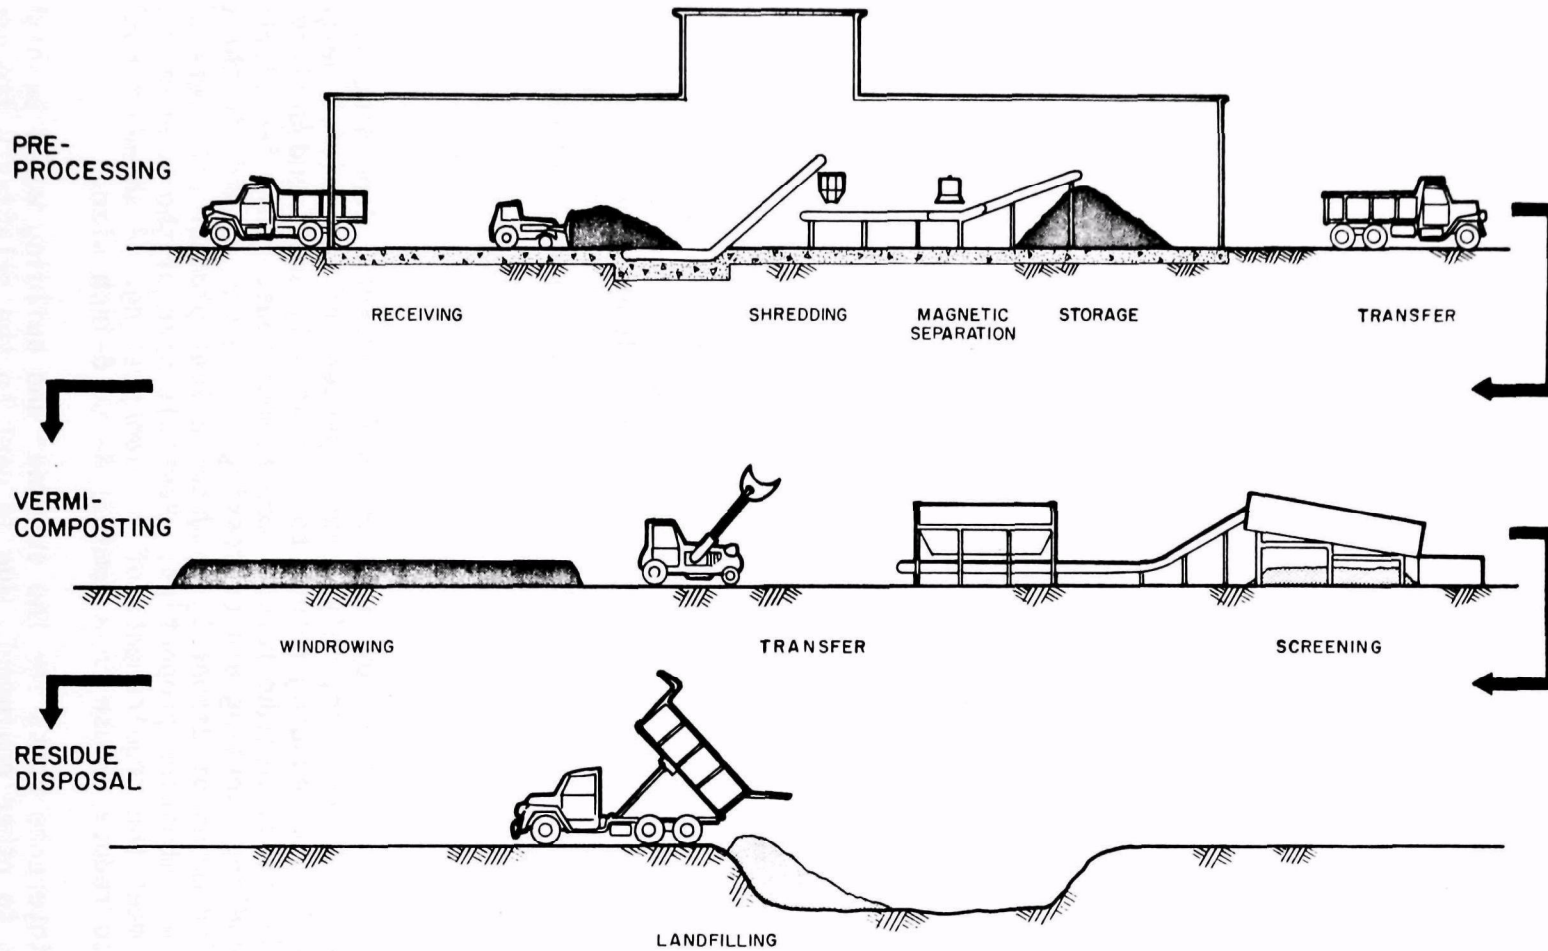 PRE-
PROCESSING
RECEIVING
SHREDDING
MAGNETIC
SEPARATION
STORAGE
TRANSFER
VERMI-
COMPOSTING
WINDROWING
TRANSFER
SCREENING
RESIDUE
DISPOSAL
LANDFILLING